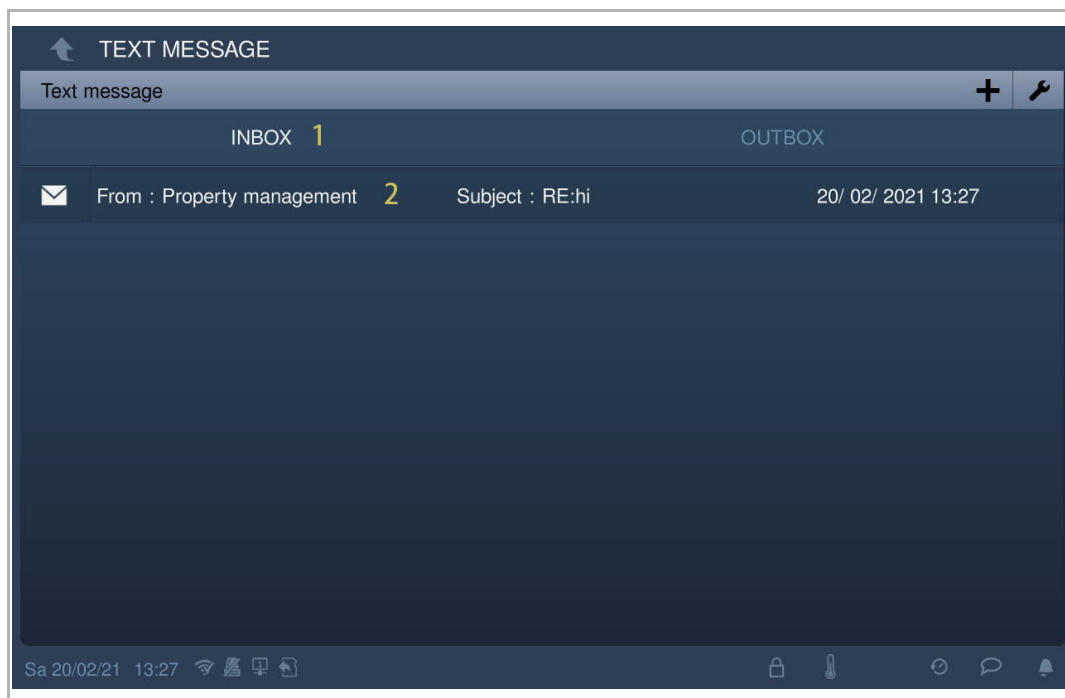 TEXT MESSAGE
Text message
INBOX 1 OUTBOX
From : Property management 2 Subject : RE:hi 20/ 02/ 2021 13:27
Sa 20/02/21 13:27 1